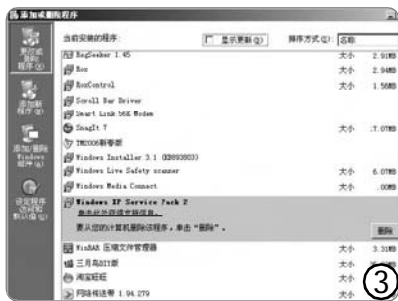 添加或删除程序
更改或删除程序(H)
添加新程序(N)
添加/删除Windows组件(A)
设定程序访问和默认值(O)
当前安装的程序: 显示更新(D) 排序方式(S): 名称
RegSeeker 1.45 大小 2.91MB
Rox 大小 2.94MB
RoxControl 大小 1.56MB
Scroll Bar Driver
Smart Link 56K Modem
SnagIt 7 大小 .07MB
TM2006新春版
Windows Installer 3.1 (KB893803)
Windows Live Safety scanner 大小 6.07MB
Windows Media Connect 大小 .00MB
Windows XP Service Pack 2
单击此处获得支持信息。
要从您的计算机删除该程序，单击“删除”。 删除
WinRAR 压缩文件管理器 大小 3.31MB
三月鸟2IT版 大小
淘宝旺旺 大小
网络传送带 1.94.279 大小
3